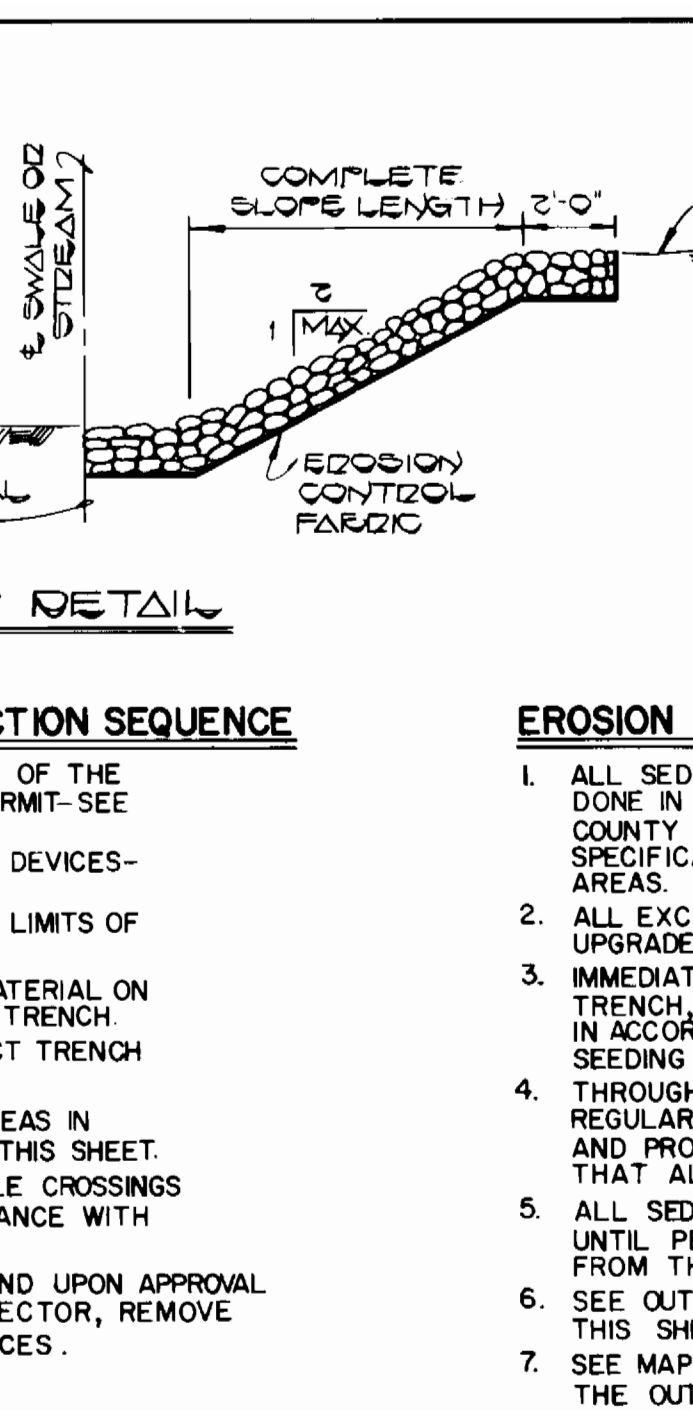 ℄ SWALE OR
STREAM
COMPLETE
SLOPE LENGTH
2'-0"
2
1 MAX.
EROSION
CONTROL
FABRIC
DETAIL
CTION SEQUENCE
OF THE
RMIT-SEE
DEVICES-
LIMITS OF
ATERIAL ON
TRENCH.
CT TRENCH
EAS IN
THIS SHEET.
LE CROSSINGS
ANCE WITH
ND UPON APPROVAL
ECTOR, REMOVE
CES.
EROSION
1. ALL SED
DONE IN
COUNTY
SPECIFICA
AREAS.
2. ALL EXC
UPGRADE
3. IMMEDIAT
TRENCH,
IN ACCOR
SEEDING
4. THROUGH
REGULAR
AND PRO
THAT AL
5. ALL SED
UNTIL PE
FROM TH
6. SEE OUT
THIS SHE
7. SEE MAP
THE OUT